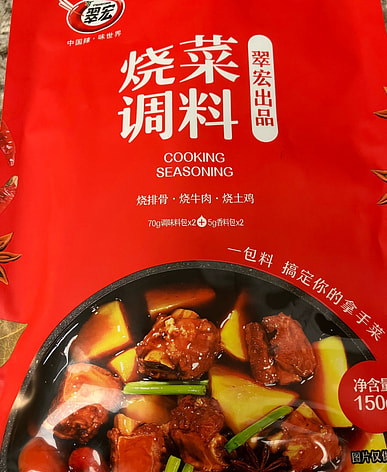 翠宏
中国辣·味世界
烧菜
调料
翠宏出品
COOKING
SEASONING
烧排骨·烧牛肉·烧土鸡
70g调味料包x2+5g香料包x2
一包料 搞定你的拿手菜
净含量
150
图片仅